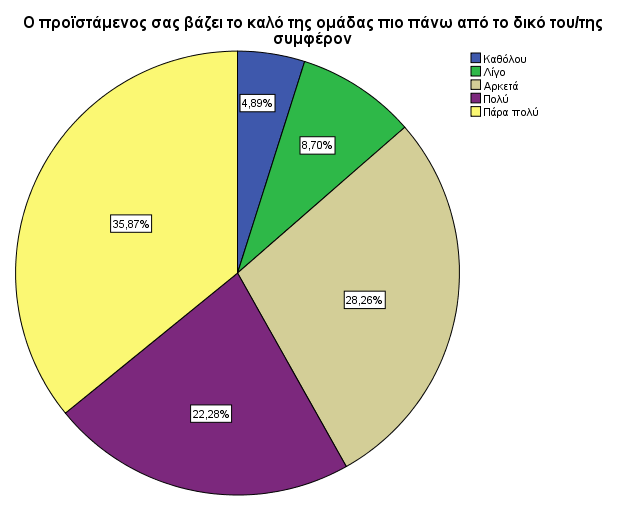 Ο προϊστάμενος σας βάζει το καλό της ομάδας πιο πάνω από το δικό του/της
συμφέρον
Καθόλου
Λίγο
Αρκετά
Πολύ
Πάρα πολύ
4,89%
8,70%
35,87%
28,26%
22,28%